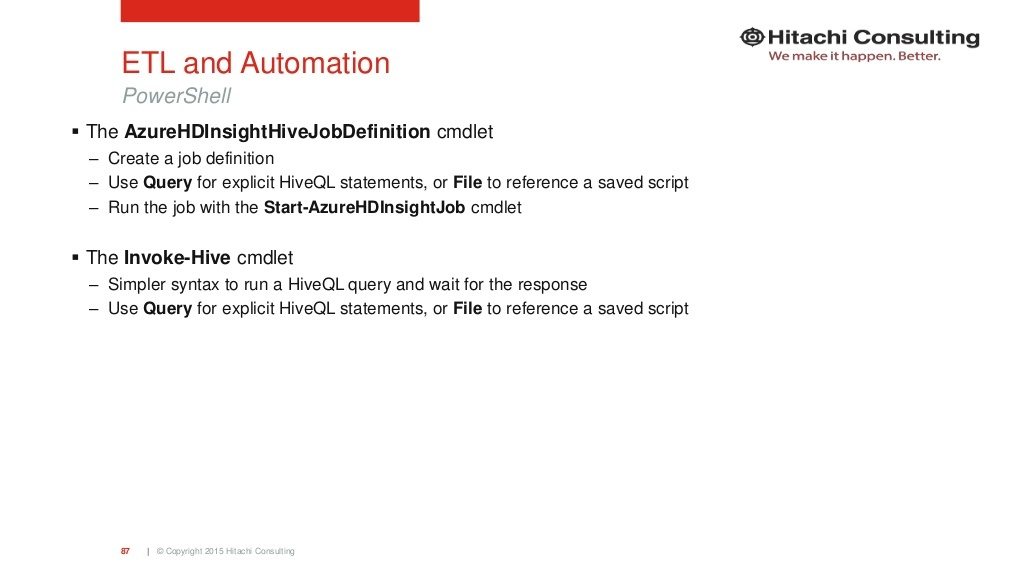 Hitachi Consulting
We make it happen. Better.
ETL and Automation
PowerShell
▪ The AzureHDInsightHiveJobDefinition cmdlet
– Create a job definition
– Use Query for explicit HiveQL statements, or File to reference a saved script
– Run the job with the Start-AzureHDInsightJob cmdlet
▪ The Invoke-Hive cmdlet
– Simpler syntax to run a HiveQL query and wait for the response
– Use Query for explicit HiveQL statements, or File to reference a saved script
87 | © Copyright 2015 Hitachi Consulting